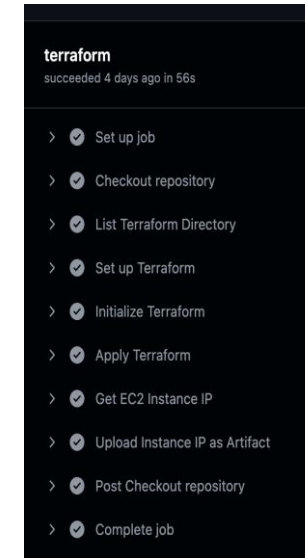 terraform
succeeded 4 days ago in 56s
Set up job
Checkout repository
List Terraform Directory
Set up Terraform
Initialize Terraform
Apply Terraform
Get EC2 Instance IP
Upload Instance IP as Artifact
Post Checkout repository
Complete job